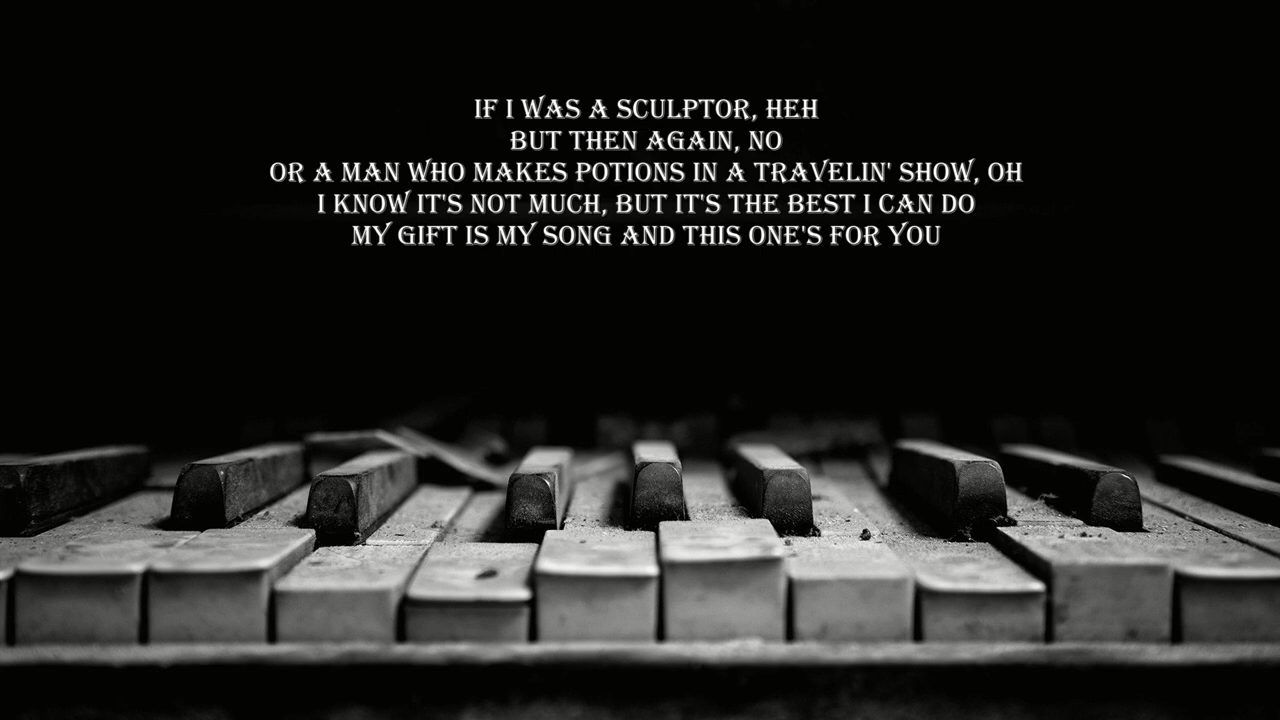 IF I WAS A SCULPTOR, HEH
BUT THEN AGAIN, NO
OR A MAN WHO MAKES POTIONS IN A TRAVELIN' SHOW, OH
I KNOW IT'S NOT MUCH, BUT IT'S THE BEST I CAN DO
MY GIFT IS MY SONG AND THIS ONE'S FOR YOU